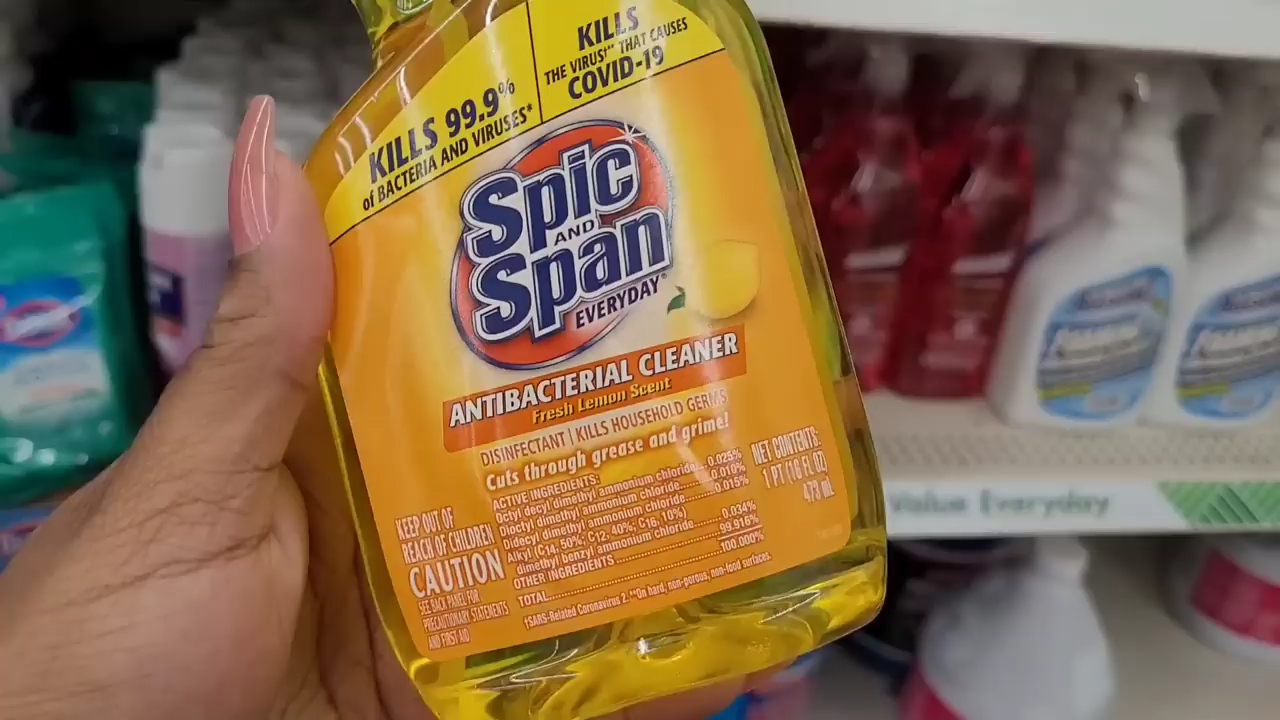 KILLS 99.9%
of BACTERIA AND VIRUSES*
KILLS
THE VIRUS†** THAT CAUSES
COVID-19
Spic
AND
Span
EVERYDAY®
ANTIBACTERIAL CLEANER
Fresh Lemon Scent
DISINFECTANT | KILLS HOUSEHOLD GERMS
Cuts through grease and grime!
ACTIVE INGREDIENTS:
Octyl decyl dimethyl ammonium chloride... 0.025%
Dioctyl dimethyl ammonium chloride........ 0.010%
Didecyl dimethyl ammonium chloride........ 0.015%
Alkyl (C14, 50%; C12, 40%; C16, 10%)
dimethyl benzyl ammonium chloride........ 0.034%
OTHER INGREDIENTS........ 99.916%
TOTAL........ 100.000%
†SARS-Related Coronavirus 2. **On hard, non-porous, non-food surfaces.
KEEP OUT OF
REACH OF CHILDREN
CAUTION
SEE BACK PANEL FOR
PRECAUTIONARY STATEMENTS
AND FIRST AID
NET CONTENTS:
1 PT (16 FL OZ)
473 mL
Value Everyday